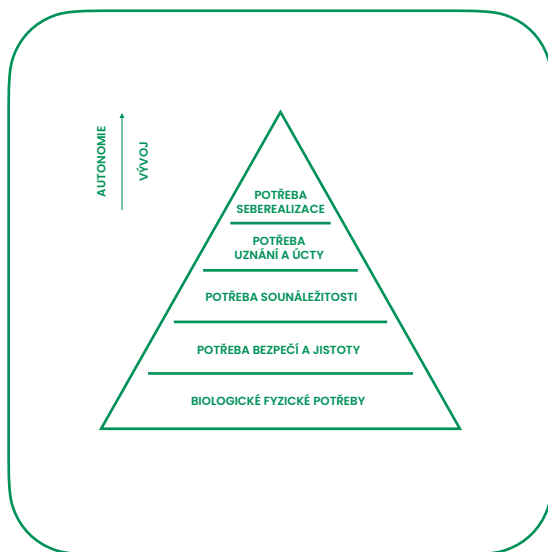 AUTONOMIE
VÝVOJ
POTŘEBA
SEBEREALIZACE
POTŘEBA
UZNÁNÍ A ÚCTY
POTŘEBA SOUNÁLEŽITOSTI
POTŘEBA BEZPEČÍ A JISTOTY
BIOLOGICKÉ FYZICKÉ POTŘEBY